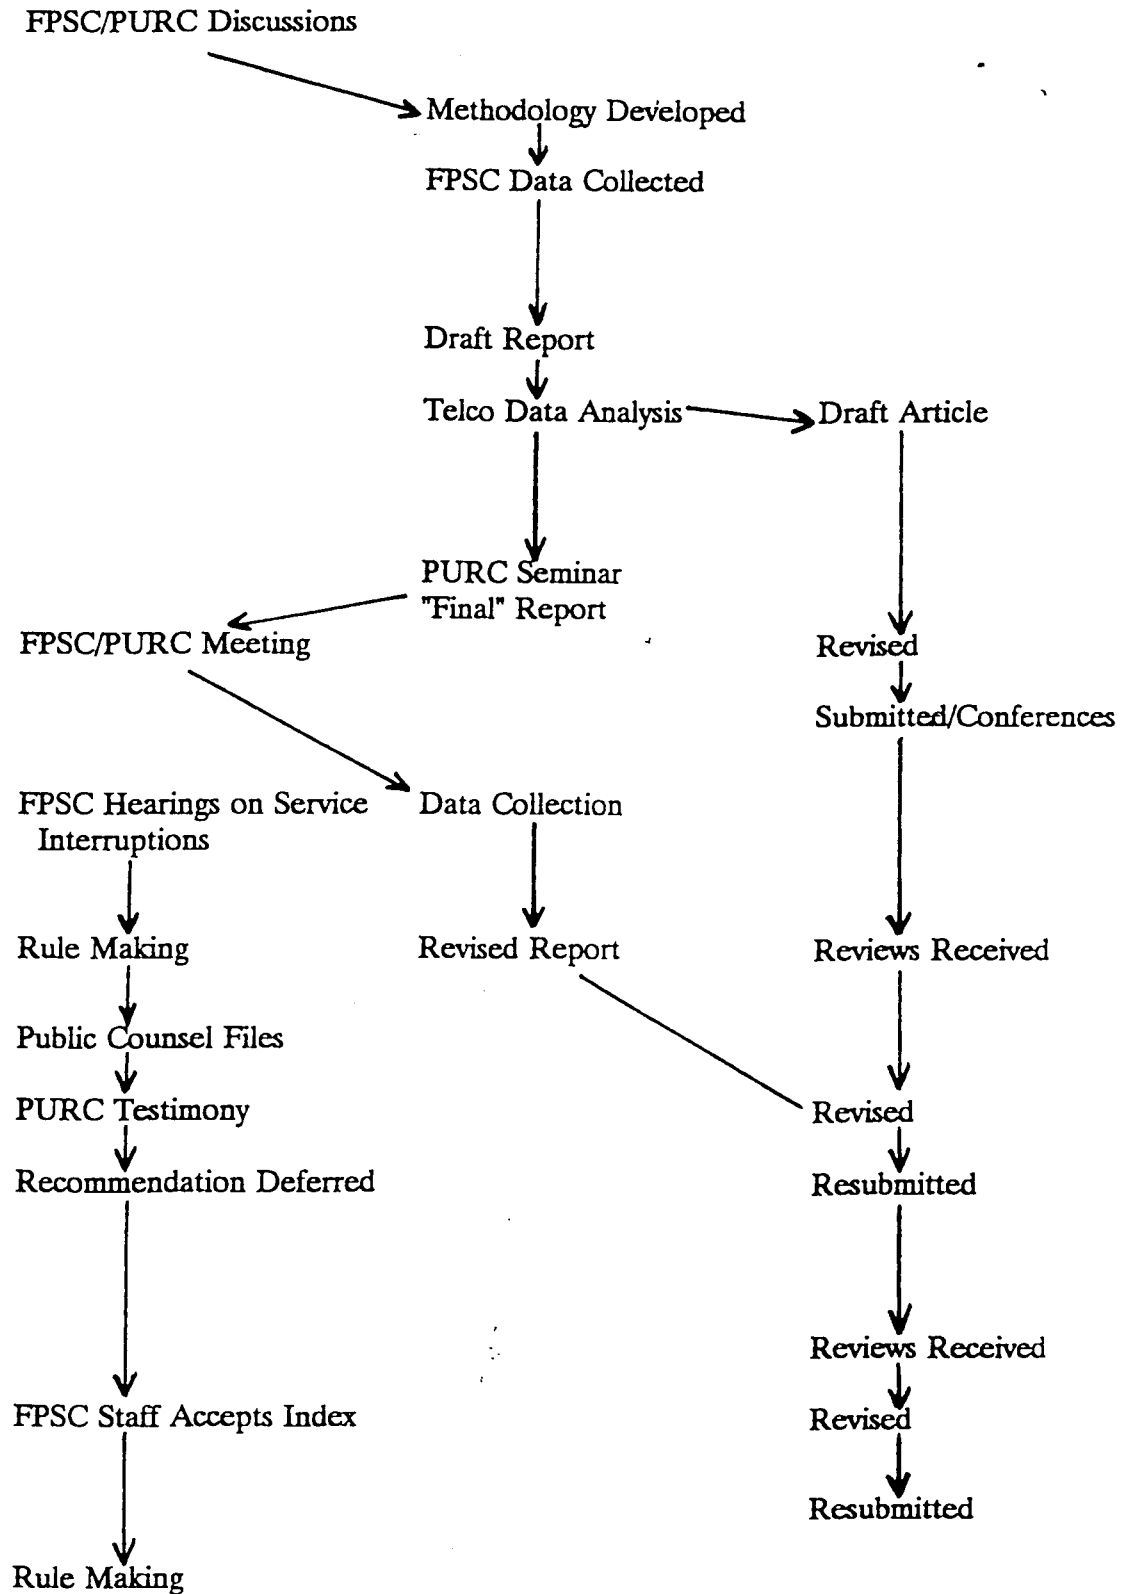 FPSC/PURC Discussions
Methodology Developed
FPSC Data Collected
Draft Report
Telco Data Analysis
Draft Article
PURC Seminar
"Final" Report
FPSC/PURC Meeting
Revised
Submitted/Conferences
FPSC Hearings on Service
Interruptions
Data Collection
Rule Making
Revised Report
Reviews Received
Public Counsel Files
PURC Testimony
Revised
Recommendation Deferred
Resubmitted
Reviews Received
FPSC Staff Accepts Index
Revised
Resubmitted
Rule Making